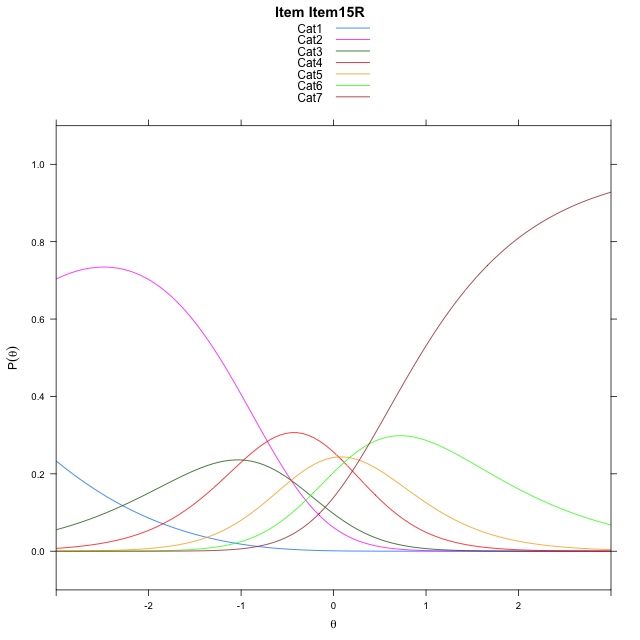 Item Item15R
Cat1
Cat2
Cat3
Cat4
Cat5
Cat6
Cat7
1.0
0.8
0.6
0.4
0.2
0.0
P(θ)
-2 -1 0 1 2
θ